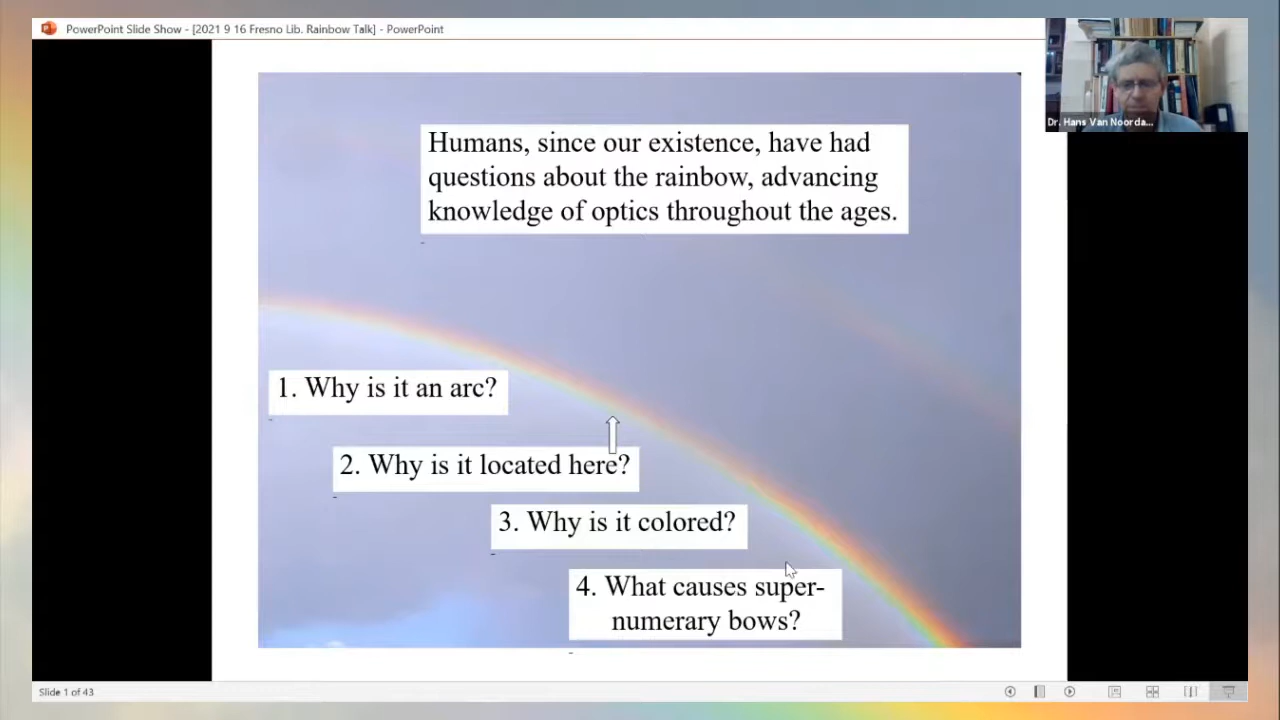 PowerPoint Slide Show - [2021 9 16 Fresno Lib. Rainbow Talk] - PowerPoint
Dr. Hans Van Noorda...
Humans, since our existence, have had
questions about the rainbow, advancing
knowledge of optics throughout the ages.
1. Why is it an arc?
2. Why is it located here?
3. Why is it colored?
4. What causes super-
numerary bows?
Slide 1 of 43